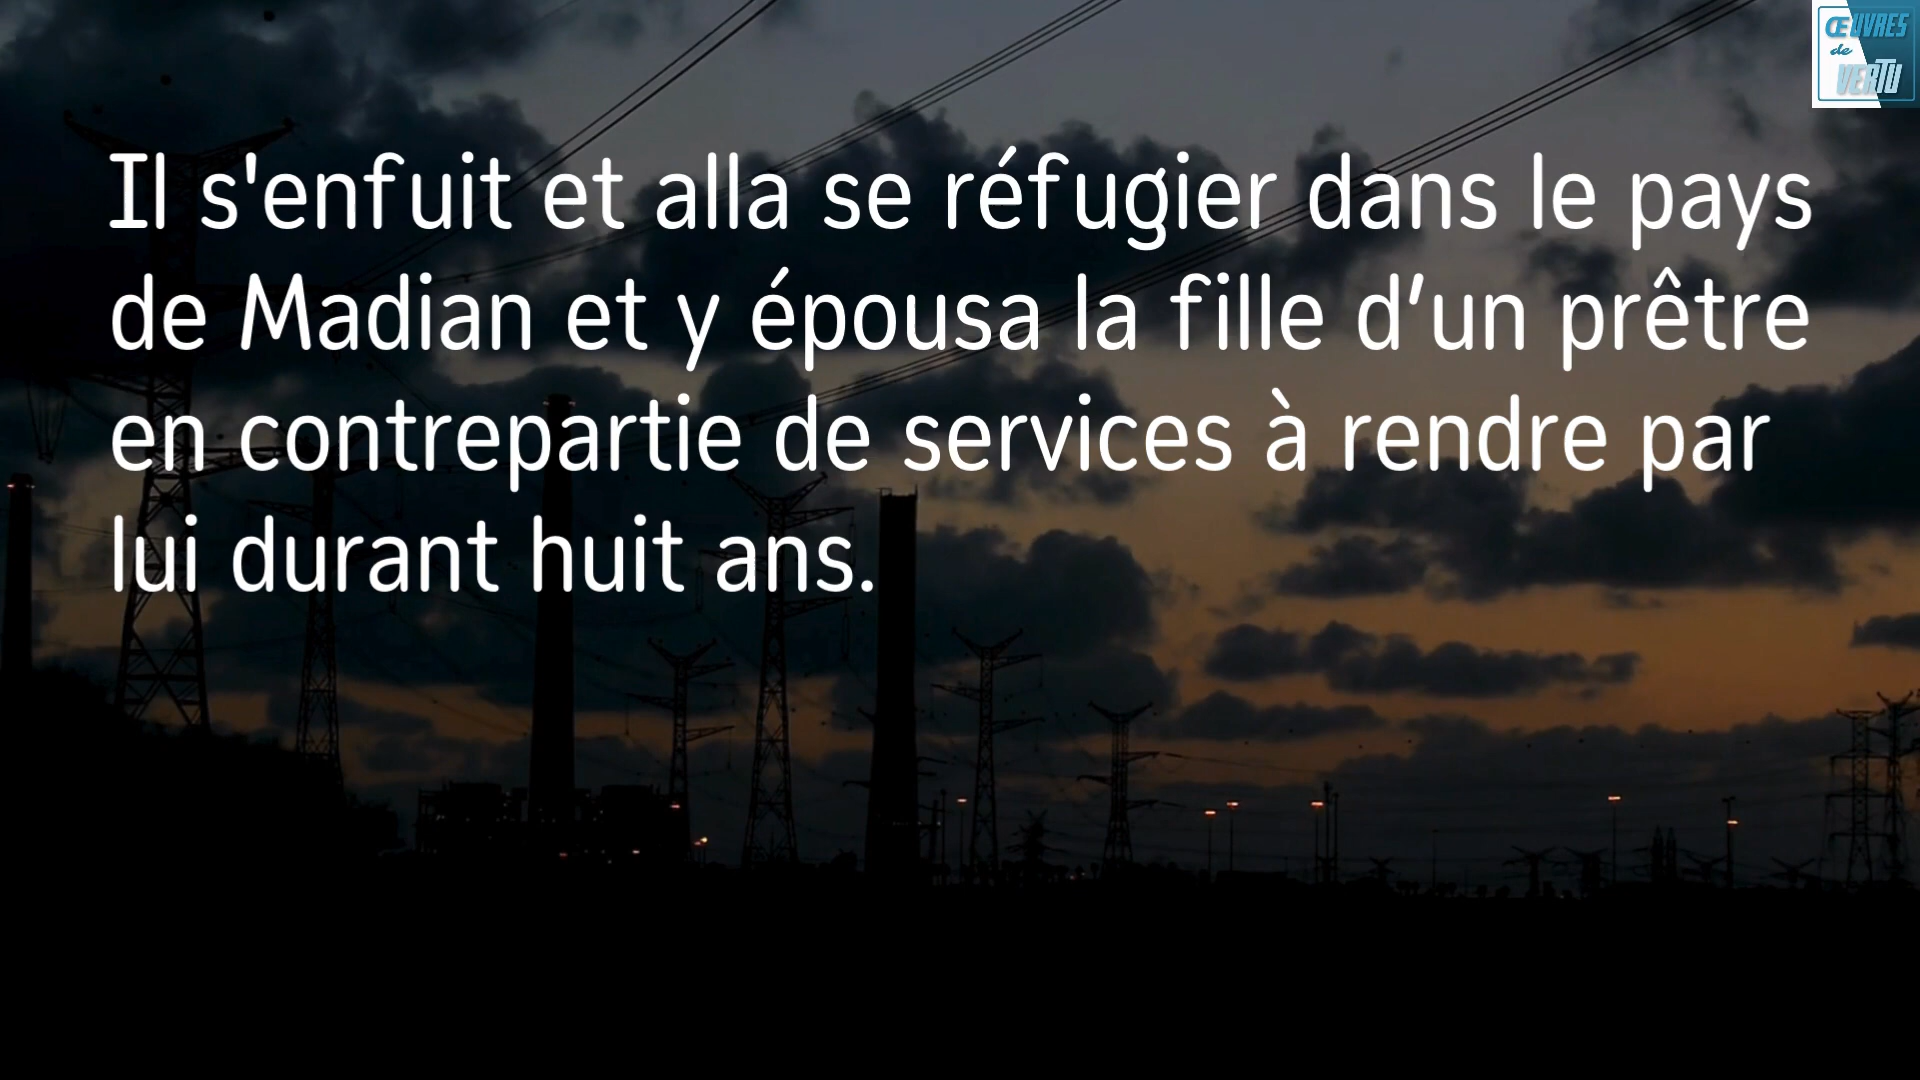 ŒUVRES
de
VERTU
Il s'enfuit et alla se réfugier dans le pays
de Madian et y épousa la fille d’un prêtre
en contrepartie de services à rendre par
lui durant huit ans.